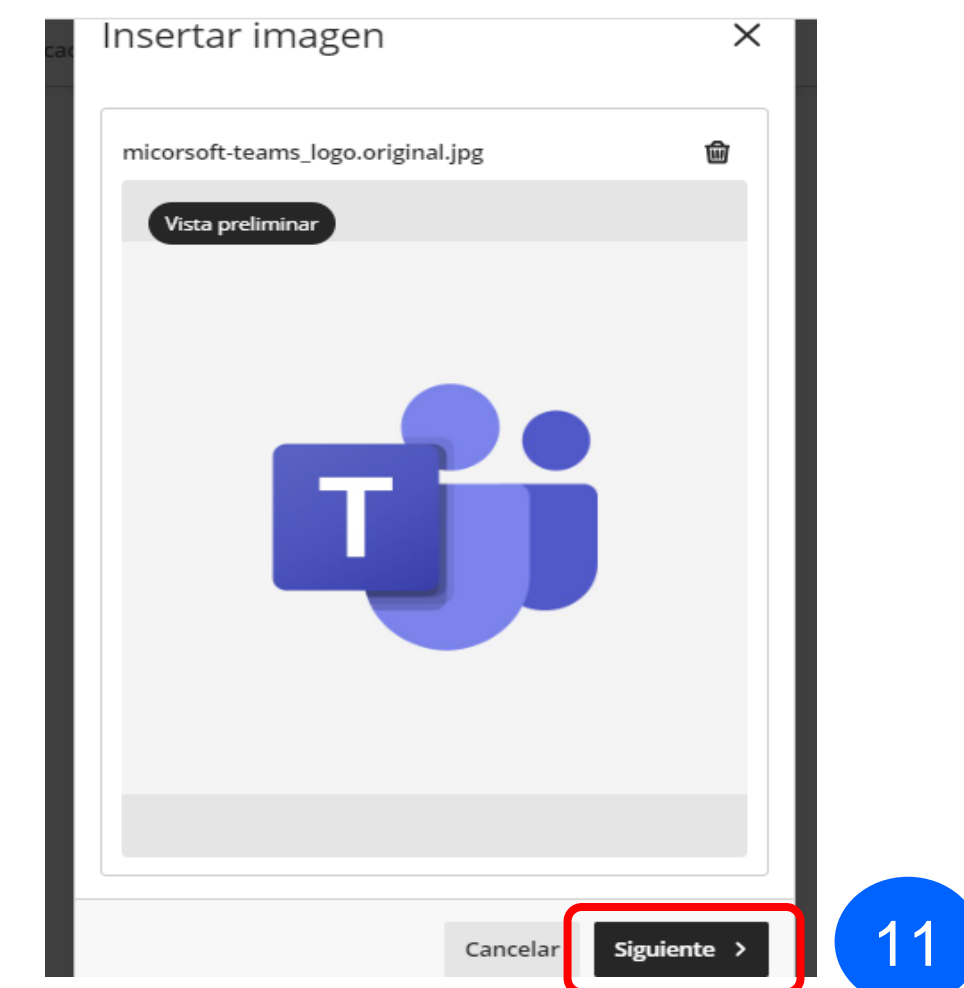 Insertar imagen
micorsoft-teams_logo.original.jpg
Vista preliminar
T
Cancelar
Siguiente >
11